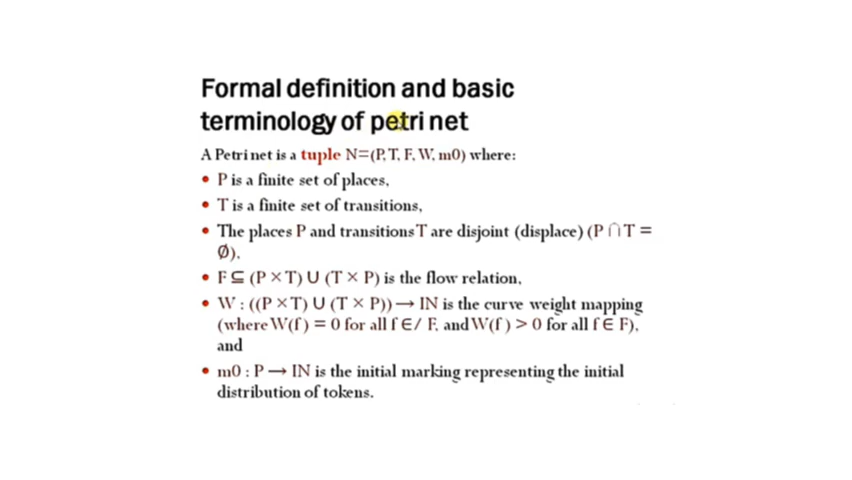 Formal definition and basic
terminology of petri net
A Petri net is a tuple N=(P, T, F, W, m0) where:
• P is a finite set of places,
• T is a finite set of transitions,
• The places P and transitions T are disjoint (displace) (P ∩ T =
Ø),
• F ⊆ (P × T) U (T × P) is the flow relation,
• W : ((P × T) U (T × P)) → IN is the curve weight mapping
(where W(f ) = 0 for all f ∈/ F, and W(f ) > 0 for all f ∈ F),
and
• m0 : P → IN is the initial marking representing the initial
distribution of tokens.